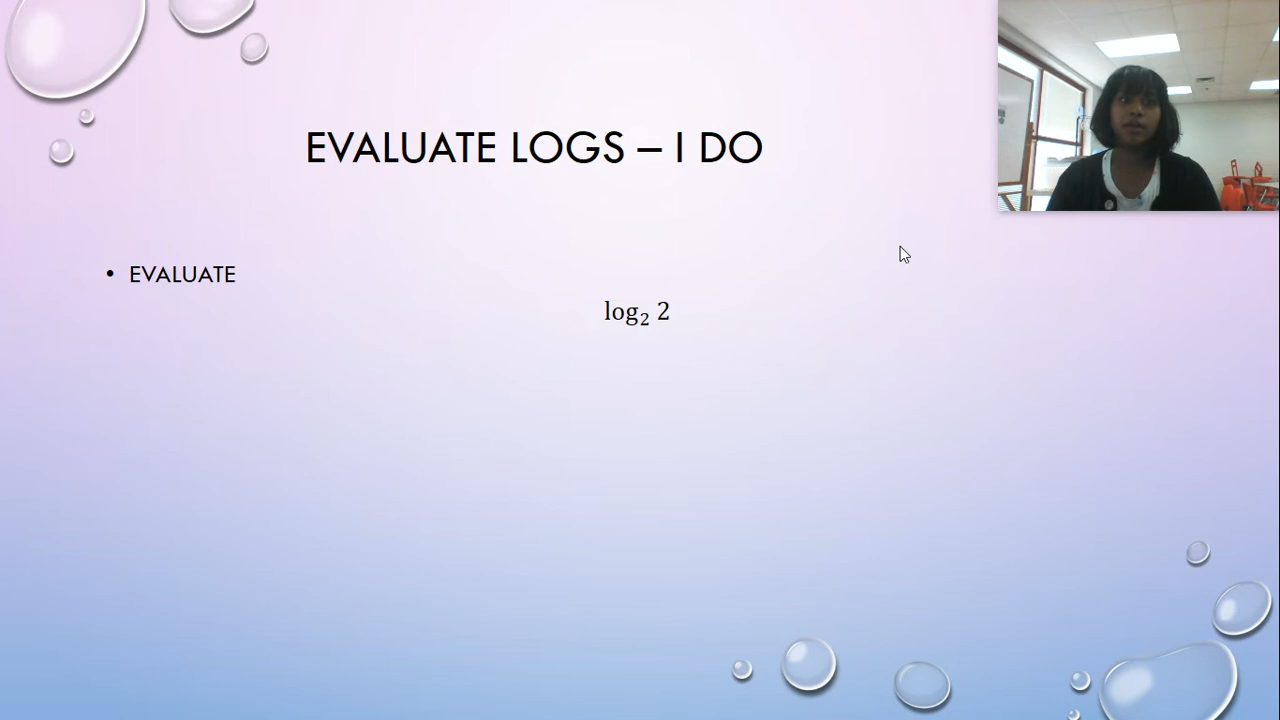 EVALUATE LOGS – I DO
• EVALUATE
log₂ 2